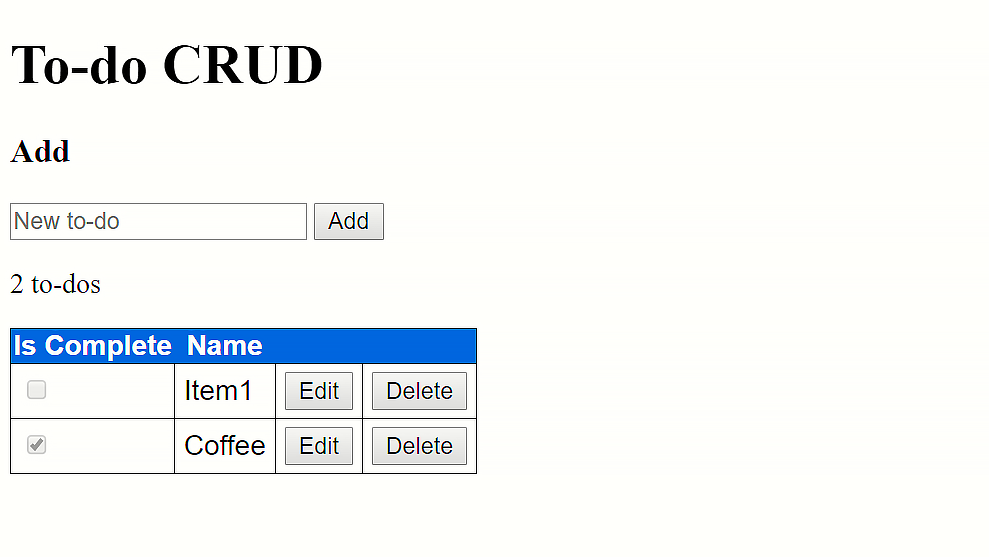 To-do CRUD
Add
New to-do Add
2 to-dos
Is Complete Name
Item1 Edit Delete
Coffee Edit Delete